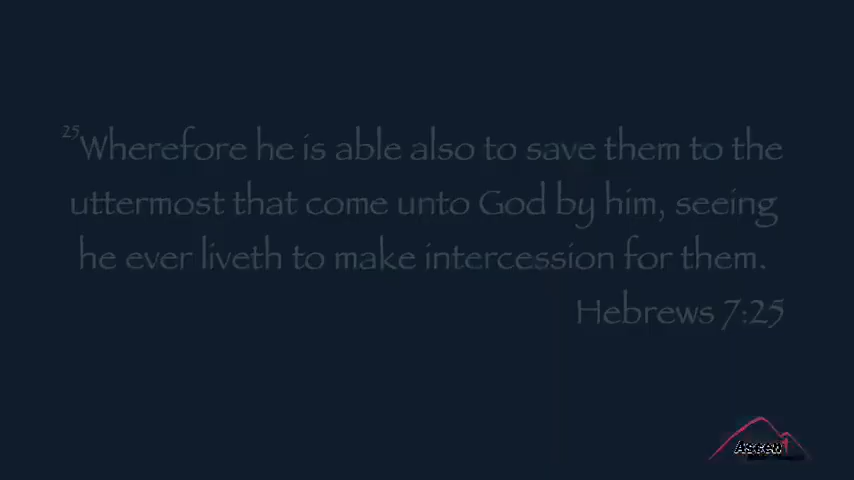 25Wherefore he is able also to save them to the
uttermost that come unto God by him, seeing
he ever liveth to make intercession for them.
Hebrews 7:25